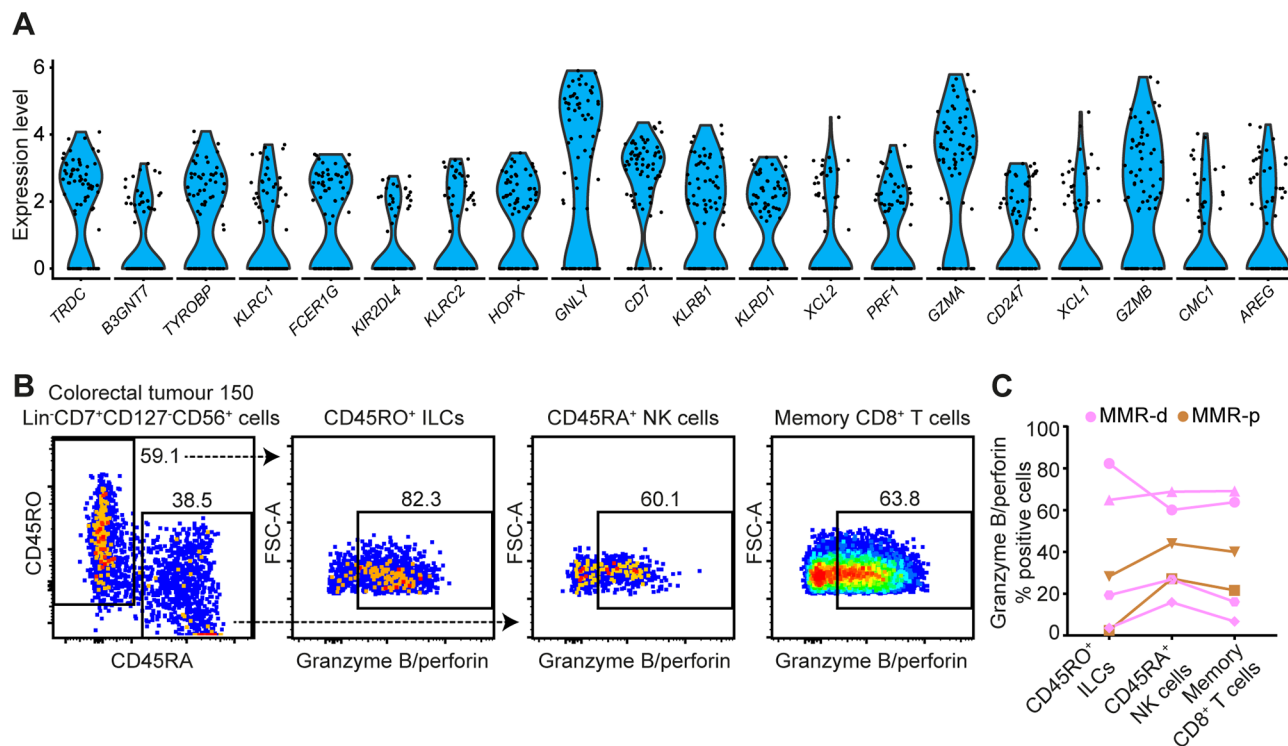 A
Expression level
6
4
2
0
TRDC
B3GNT7
TYROBP
KLRC1
FCER1G
KIR2DL4
KLRC2
HOPX
GNLY
CD7
KLRB1
KLRD1
XCL2
PRF1
GZMA
CD247
XCL1
GZMB
CMC1
AREG
B
Colorectal tumour 150
Lin⁻CD7⁺CD127⁻CD56⁺ cells
CD45RO⁺ ILCs
CD45RA⁺ NK cells
Memory CD8⁺ T cells
59.1
38.5
82.3
60.1
63.8
CD45RO
FSC-A
FSC-A
FSC-A
CD45RA
Granzyme B/perforin
Granzyme B/perforin
Granzyme B/perforin
C
MMR-d
MMR-p
Granzyme B/perforin
% positive cells
100
80
60
40
20
0
CD45RO⁺
ILCs
CD45RA⁺
NK cells
Memory
CD8⁺ T cells